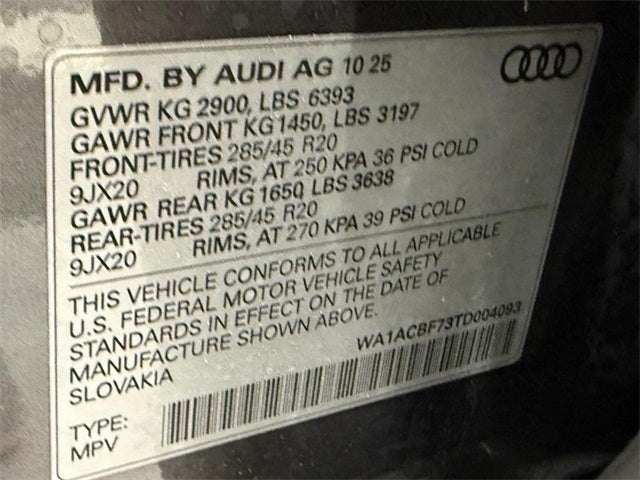 MFD. BY AUDI AG 10 25
GVWR KG 2900, LBS 6393
GAWR FRONT KG1450, LBS 3197
FRONT-TIRES 285/45 R20
9JX20 RIMS, AT 250 KPA 36 PSI COLD
GAWR REAR KG 1650, LBS 3638
REAR-TIRES 285/45 R20
9JX20 RIMS, AT 270 KPA 39 PSI COLD
THIS VEHICLE CONFORMS TO ALL APPLICABLE
U.S. FEDERAL MOTOR VEHICLE SAFETY
STANDARDS IN EFFECT ON THE DATE OF
MANUFACTURE SHOWN ABOVE.
SLOVAKIA
WA1ACBF73TD004093
TYPE:
MPV